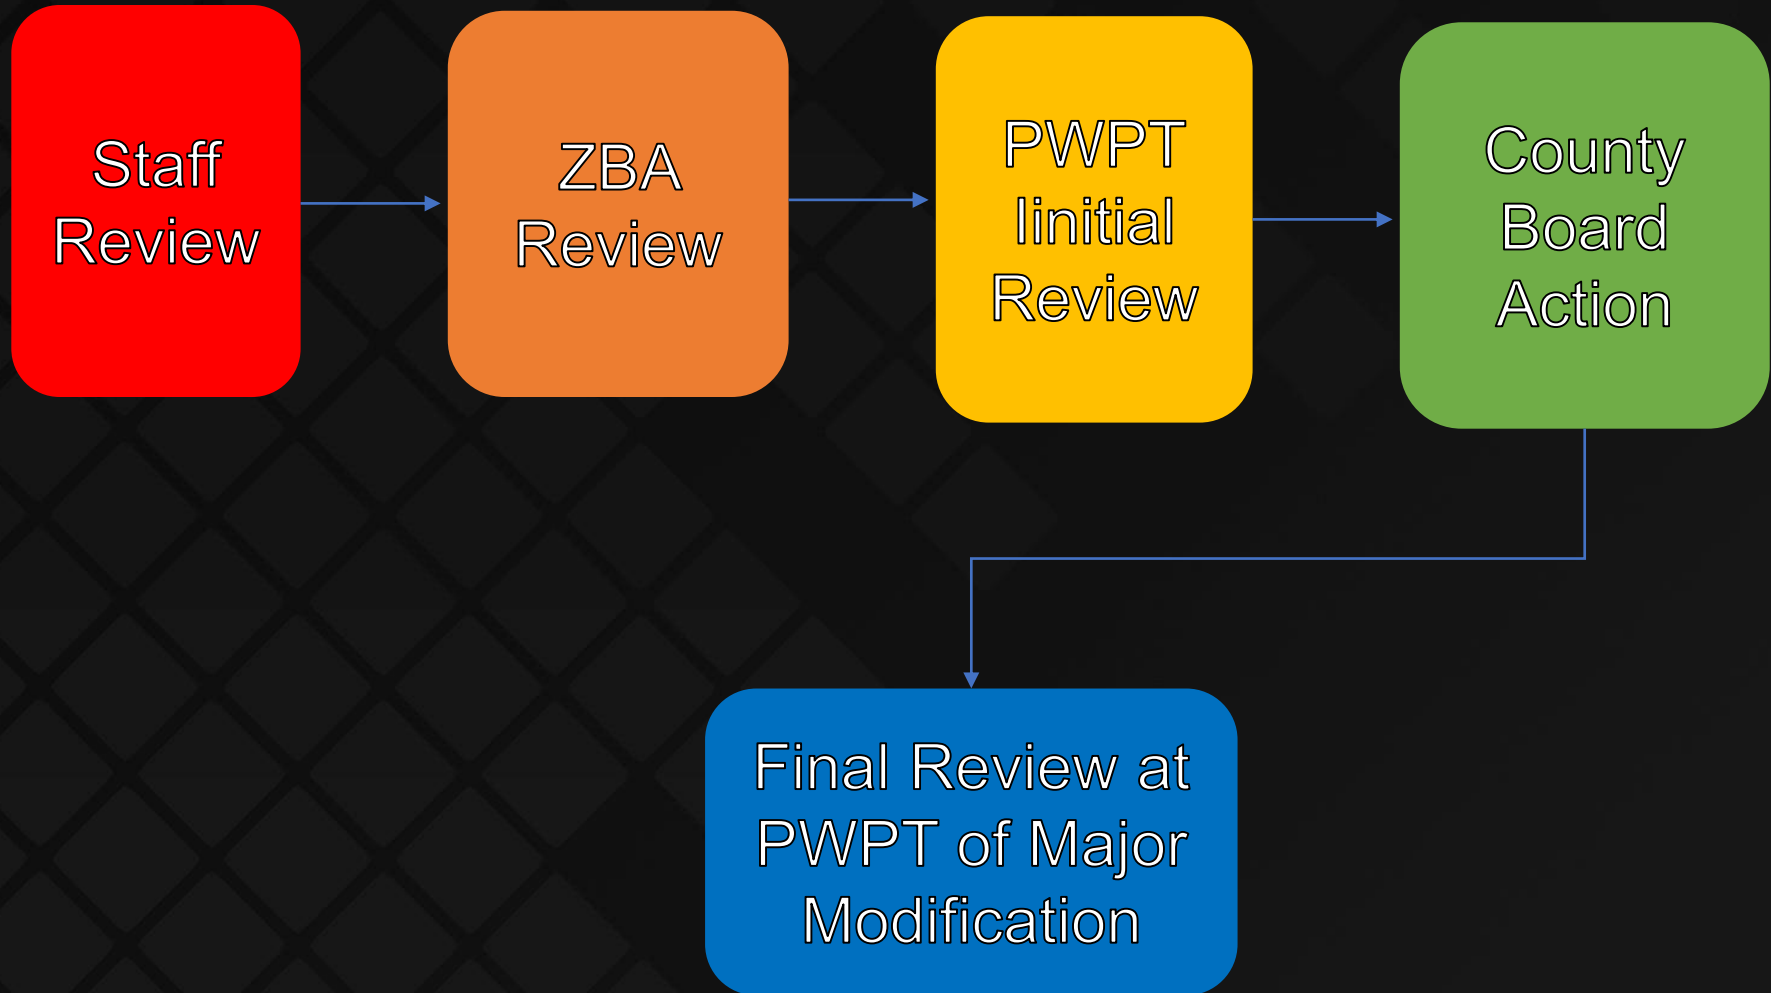 Staff
Review
ZBA
Review
PWPT
Iinitial
Review
County
Board
Action
Final Review at
PWPT of Major
Modification